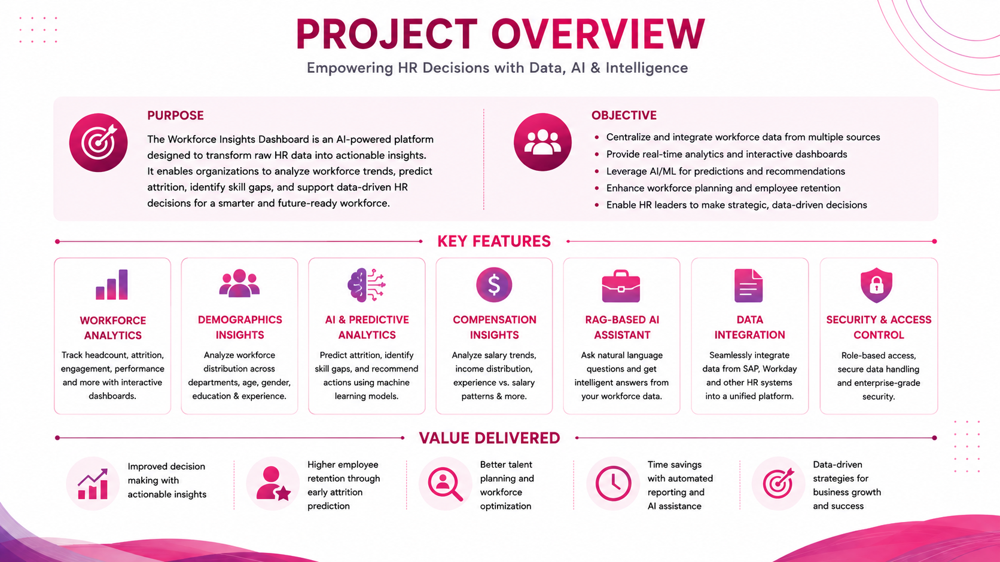 PROJECT OVERVIEW
Empowering HR Decisions with Data, AI & Intelligence
PURPOSE
The Workforce Insights Dashboard is an AI-powered platform
designed to transform raw HR data into actionable insights.
It enables organizations to analyze workforce trends, predict
attrition, identify skill gaps, and support data-driven HR
decisions for a smarter and future-ready workforce.
OBJECTIVE
• Centralize and integrate workforce data from multiple sources
• Provide real-time analytics and interactive dashboards
• Leverage AI/ML for predictions and recommendations
• Enhance workforce planning and employee retention
• Enable HR leaders to make strategic, data-driven decisions
KEY FEATURES
WORKFORCE
ANALYTICS
Track headcount, attrition,
engagement, performance
and more with interactive
dashboards.
DEMOGRAPHICS
INSIGHTS
Analyze workforce
distribution across
departments, age, gender,
education & experience.
AI & PREDICTIVE
ANALYTICS
Predict attrition, identify
skill gaps, and recommend
actions using machine
learning models.
$
COMPENSATION
INSIGHTS
Analyze salary trends,
income distribution,
experience vs. salary
patterns & more.
RAG-BASED AI
ASSISTANT
Ask natural language
questions and get
intelligent answers from
your workforce data.
DATA
INTEGRATION
Seamlessly integrate
data from SAP, Workday
and other HR systems
into a unified platform.
SECURITY & ACCESS
CONTROL
Role-based access,
secure data handling
and enterprise-grade
security.
VALUE DELIVERED
Improved decision
making with
actionable insights
Higher employee
retention through
early attrition
prediction
Better talent
planning and
workforce
optimization
Time savings
with automated
reporting and
AI assistance
Data-driven
strategies for
business growth
and success